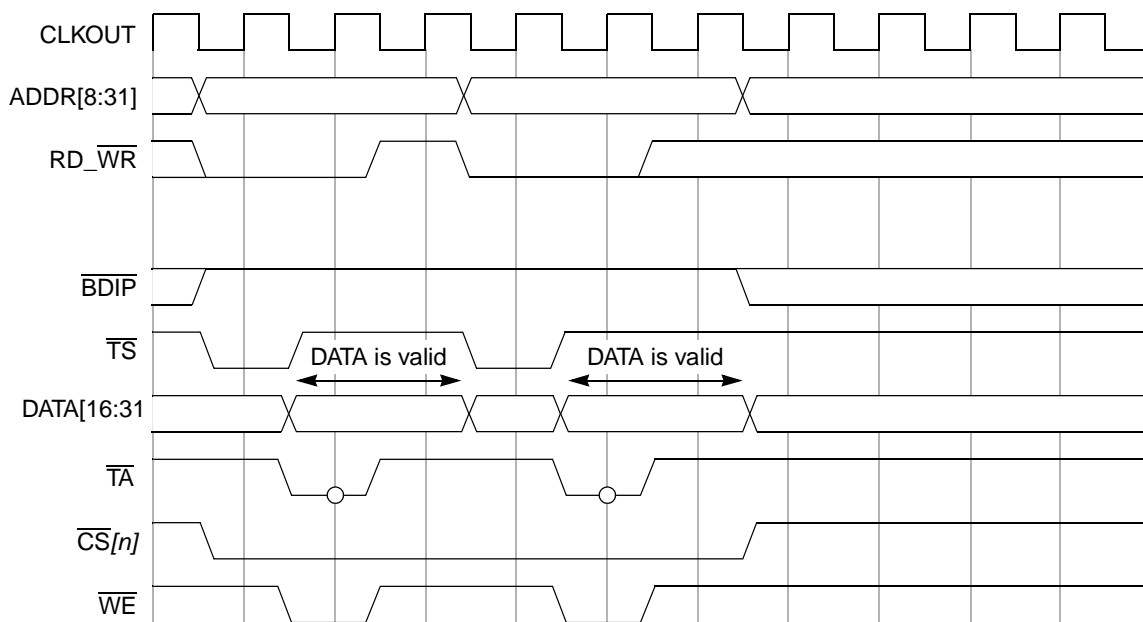 CLKOUT
ADDR[8:31]
RD_WR
BDIP
TS
DATA is valid DATA is valid
DATA[16:31
TA
CS[n]
WE